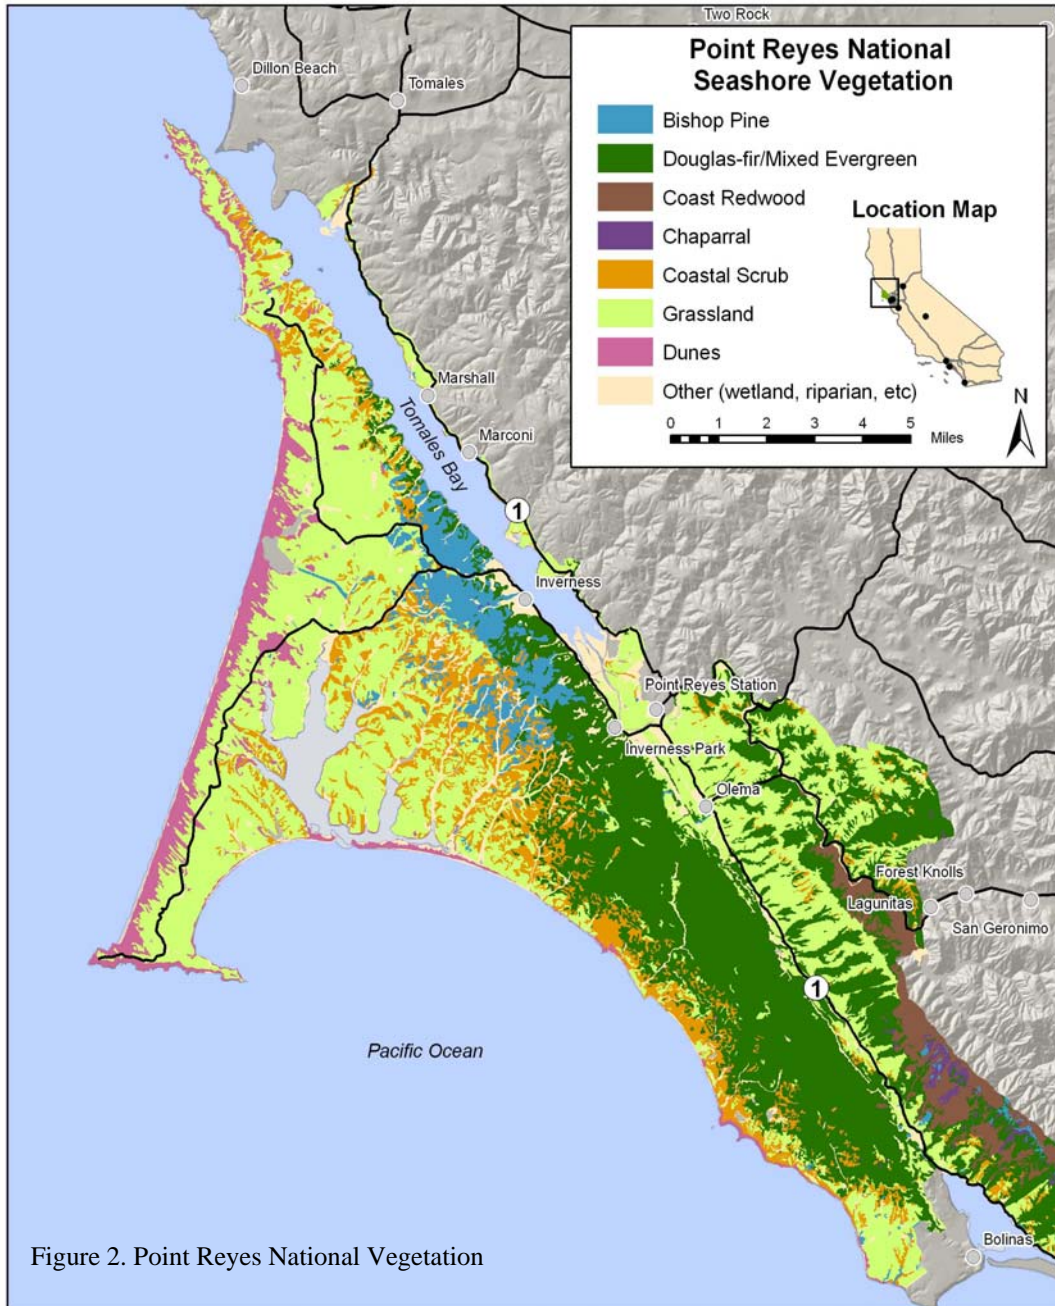 Two Rock
Dillon Beach
Tomales
Point Reyes National
Seashore Vegetation
Bishop Pine
Douglas-fir/Mixed Evergreen
Coast Redwood
Chaparral
Coastal Scrub
Grassland
Dunes
Other (wetland, riparian, etc)
Location Map
N
0 1 2 3 4 5 Miles
Marshall
Tomales Bay
Marconi
1
Inverness
Point Reyes Station
Inverness Park
Olema
Forest Knolls
Lagunitas
San Geronimo
1
Pacific Ocean
Bolinas
Figure 2. Point Reyes National Vegetation